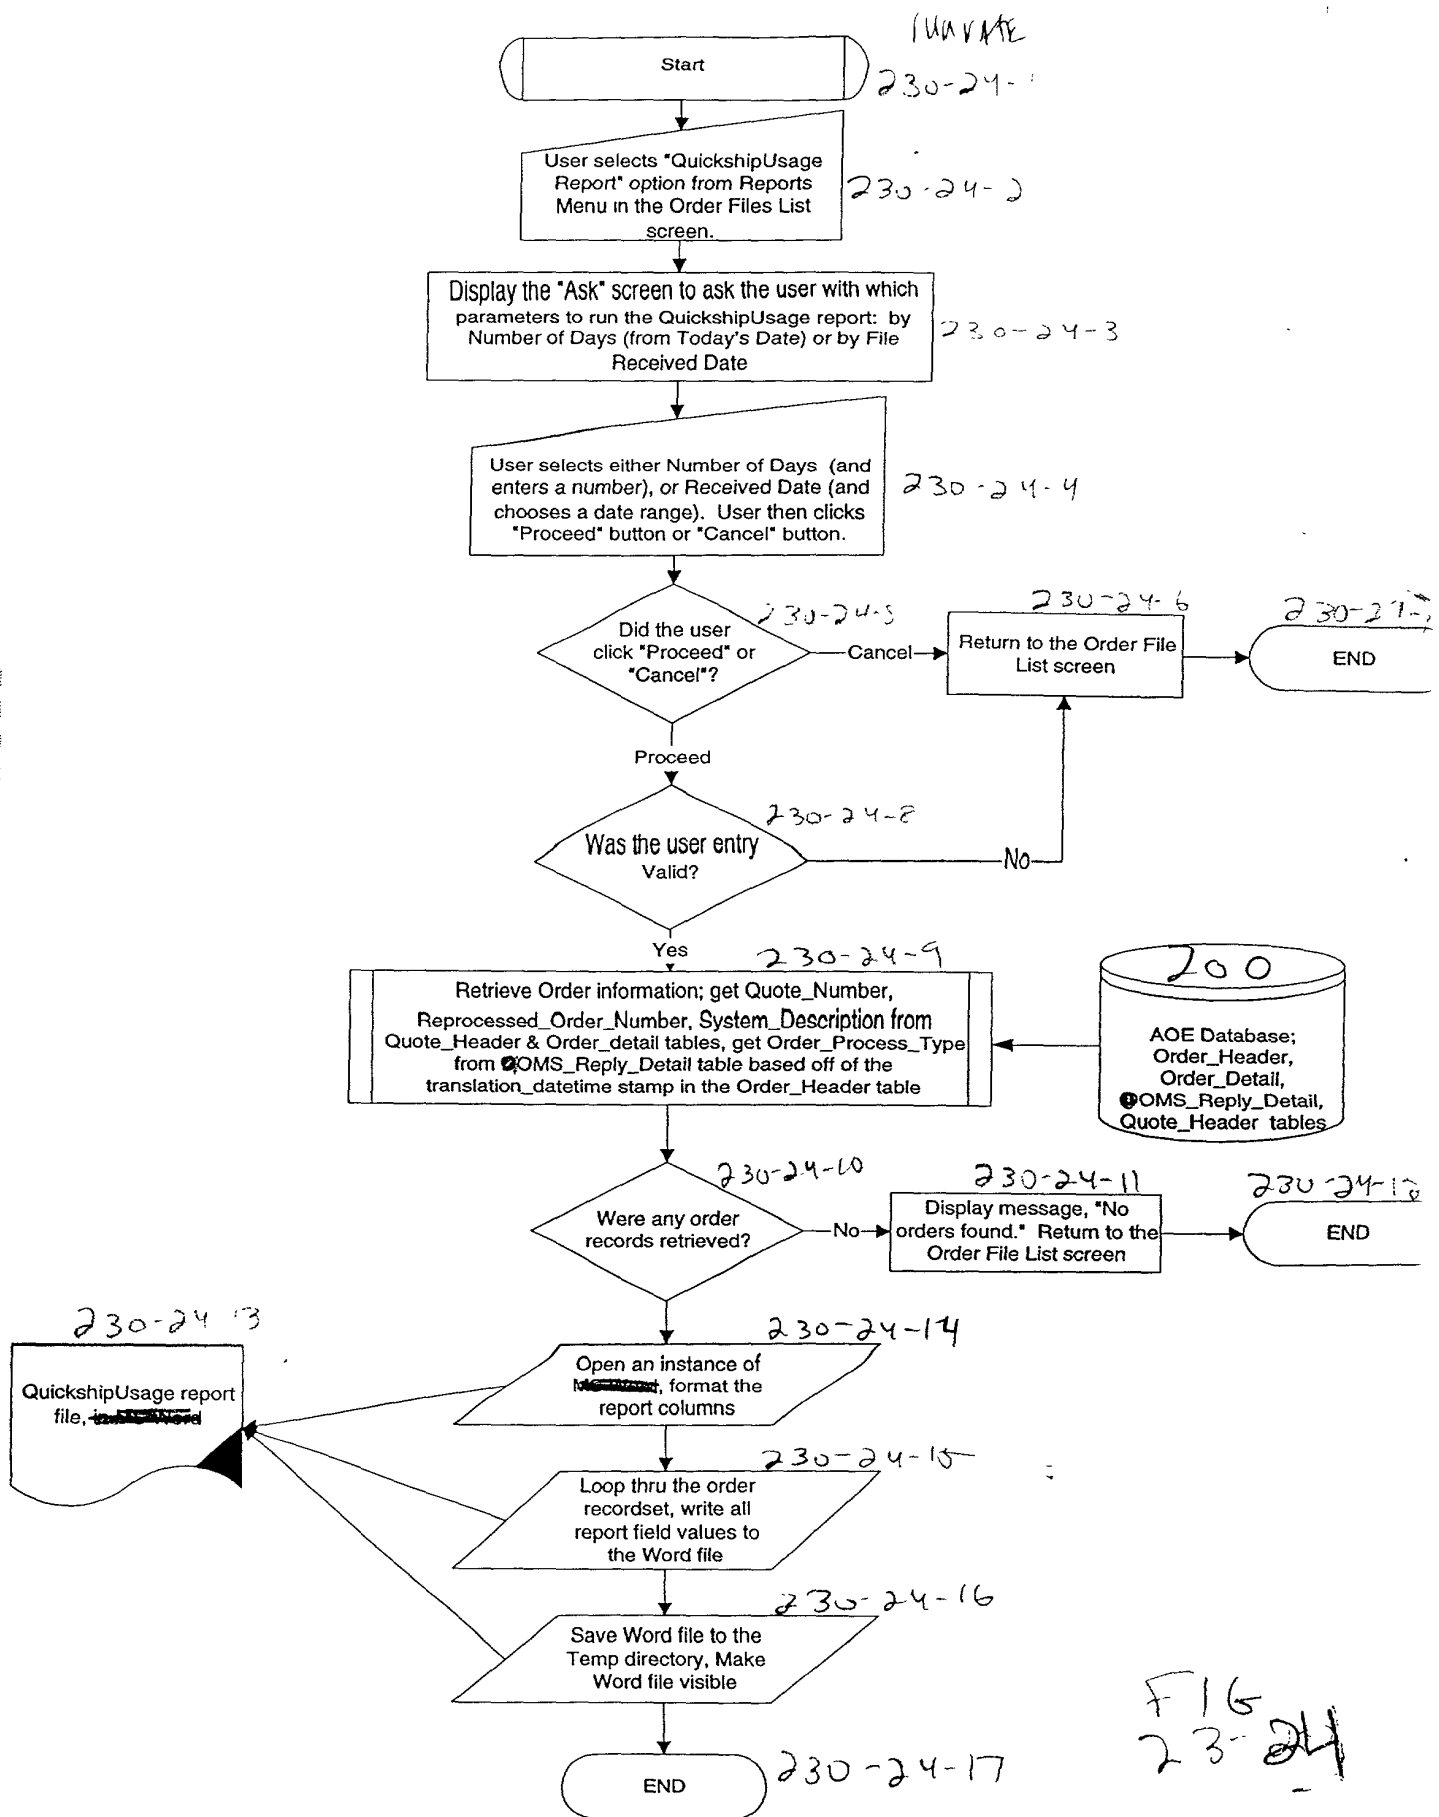 Start
230-24-
User selects "QuickshipUsage
Report" option from Reports
Menu in the Order Files List
screen.
230-24-2
Display the "Ask" screen to ask the user with which
parameters to run the QuickshipUsage report: by
Number of Days (from Today's Date) or by File
Received Date
230-24-3
User selects either Number of Days (and
enters a number), or Received Date (and
chooses a date range). User then clicks
"Proceed" button or "Cancel" button.
230-24-4
Did the user
click "Proceed" or
"Cancel"?
230-24-5
Cancel
230-24-6
Return to the Order File
List screen
END
Proceed
Was the user entry
Valid?
230-24-8
No
Yes
230-24-9
Retrieve Order information; get Quote_Number,
Reprocessed_Order_Number, System_Description from
Quote_Header & Order_detail tables, get Order_Process_Type
from OMS_Reply_Detail table based off of the
translation_datetime stamp in the Order_Header table
200
AOE Database;
Order_Header,
Order_Detail,
OMS_Reply_Detail,
Quote_Header tables
Were any order
records retrieved?
230-24-10
No
230-24-11
Display message, "No
orders found." Return to the
Order File List screen
230-24-12
END
230-24 13
QuickshipUsage report
file,
230-24-14
Open an instance of
, format the
report columns
230-24-15
Loop thru the order
recordset, write all
report field values to
the Word file
230-24-16
Save Word file to the
Temp directory, Make
Word file visible
END
230-24-17
FIG
23-24